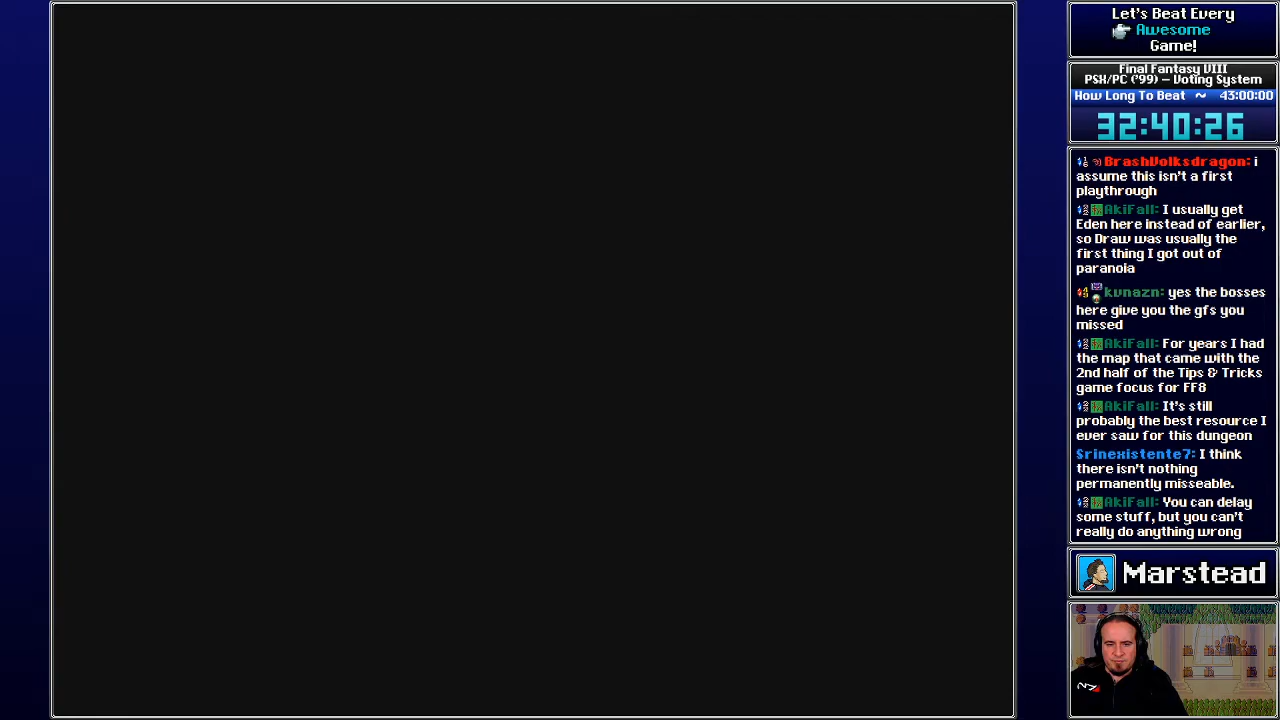 Let's Beat Every
Awesome
Game!
Final Fantasy VIII
PSX/PC ('99) – Voting System
How Long To Beat ~ 43:00:00
32:40:26
BrashVolksdragon: i
assume this isn't a first
playthrough
AkiFall: I usually get
Eden here instead of earlier,
so Draw was usually the
first thing I got out of
paranoia
kvnazn: yes the bosses
here give you the gfs you
missed
AkiFall: For years I had
the map that came with the
2nd half of the Tips & Tricks
game focus for FF8
AkiFall: It's still
probably the best resource I
ever saw for this dungeon
Srinexistente7: I think
there isn't nothing
permanently misseable.
AkiFall: You can delay
some stuff, but you can't
really do anything wrong
Marstead